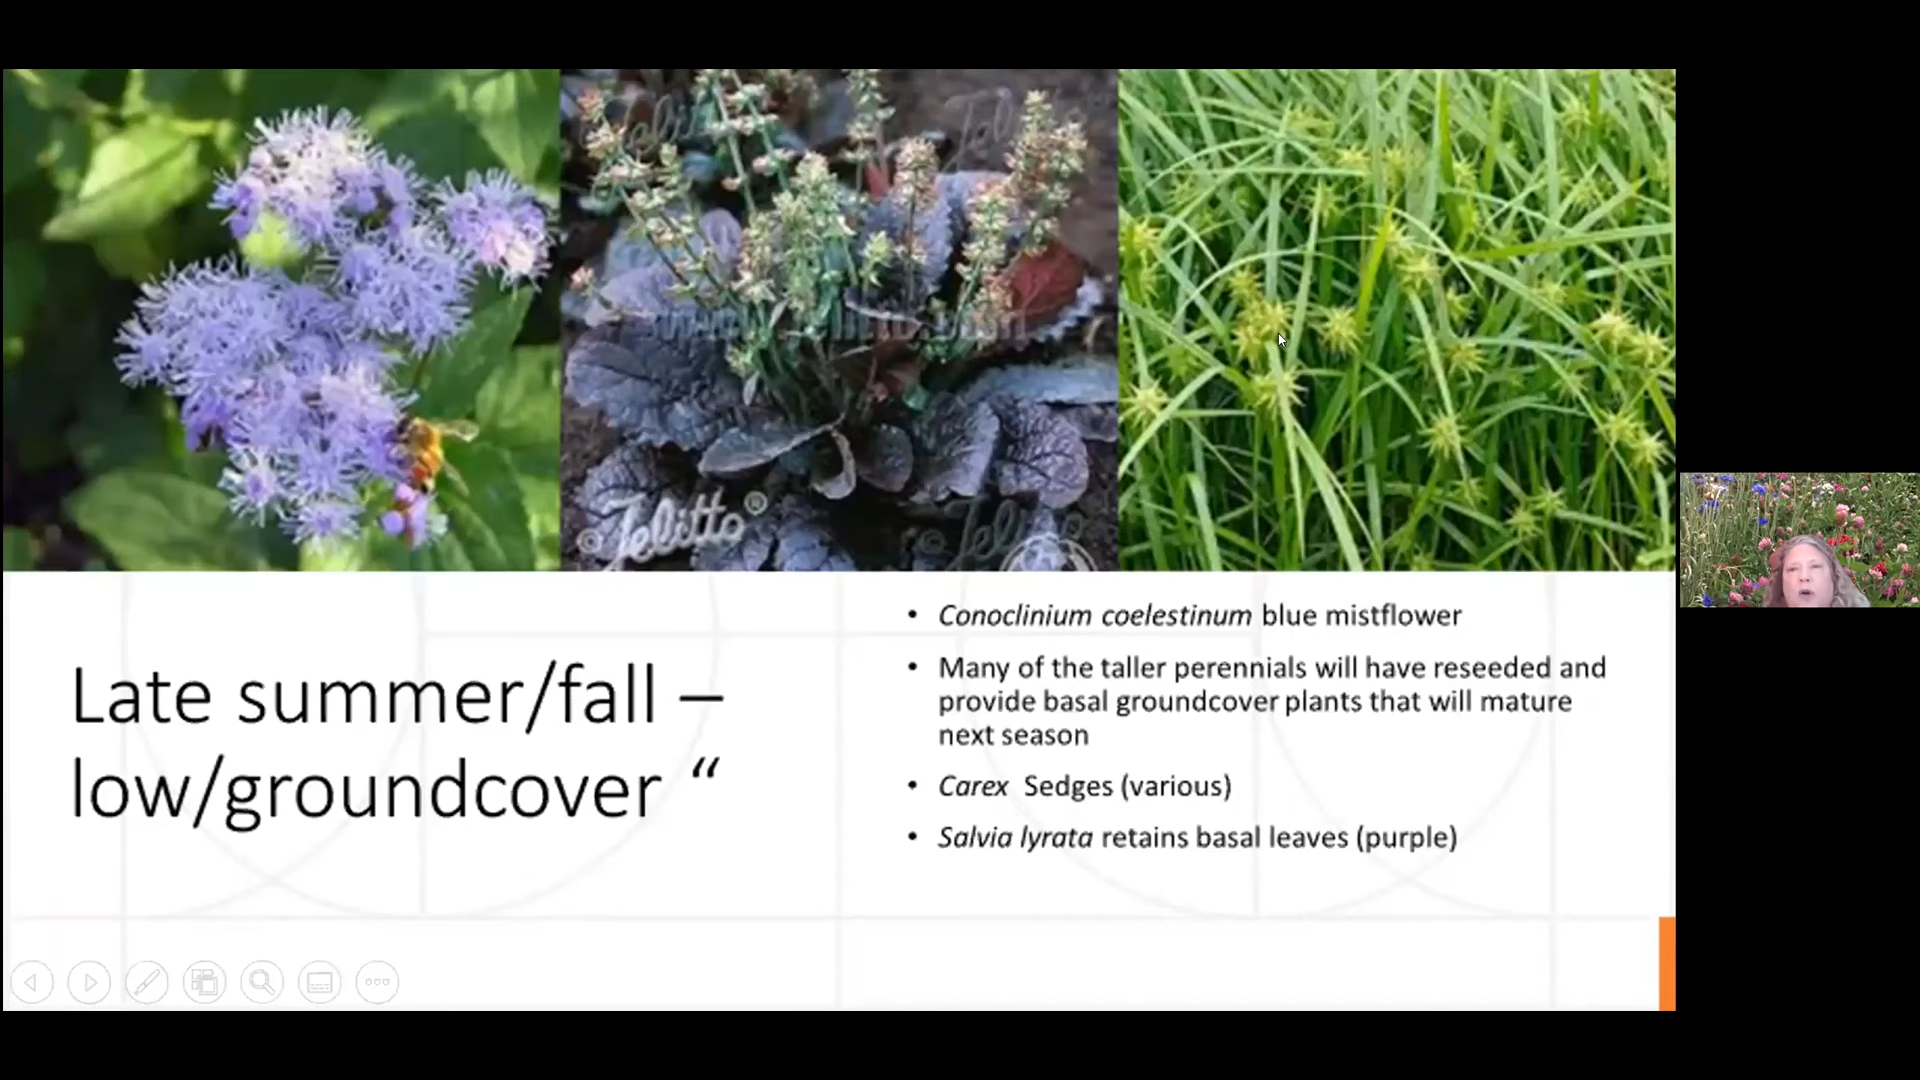 © Jelitto®
Late summer/fall –
low/groundcover “
• Conoclinium coelestinum blue mistflower
• Many of the taller perennials will have reseeded and
provide basal groundcover plants that will mature
next season
• Carex Sedges (various)
• Salvia lyrata retains basal leaves (purple)